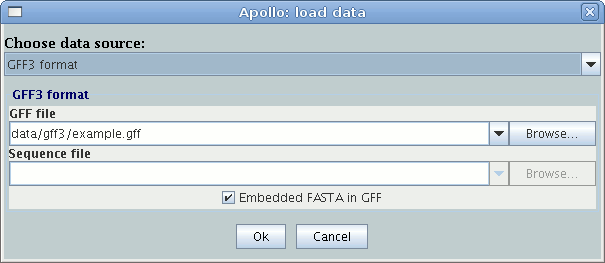 Apollo: load data
Choose data source:
GFF3 format
GFF3 format
GFF file
data/gff3/example.gff
Browse...
Sequence file
Browse...
Embedded FASTA in GFF
Ok
Cancel